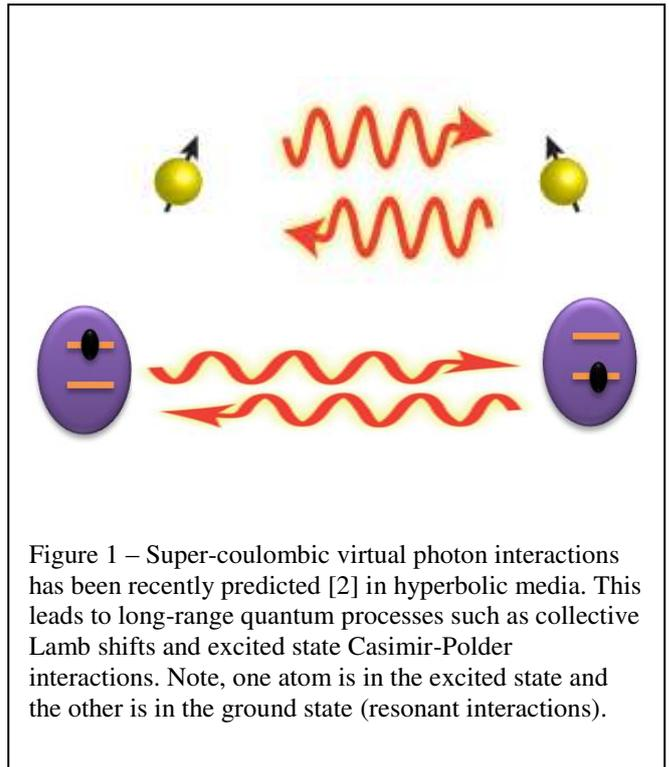 Figure 1 – Super-coulombic virtual photon interactions
has been recently predicted [2] in hyperbolic media. This
leads to long-range quantum processes such as collective
Lamb shifts and excited state Casimir-Polder
interactions. Note, one atom is in the excited state and
the other is in the ground state (resonant interactions).